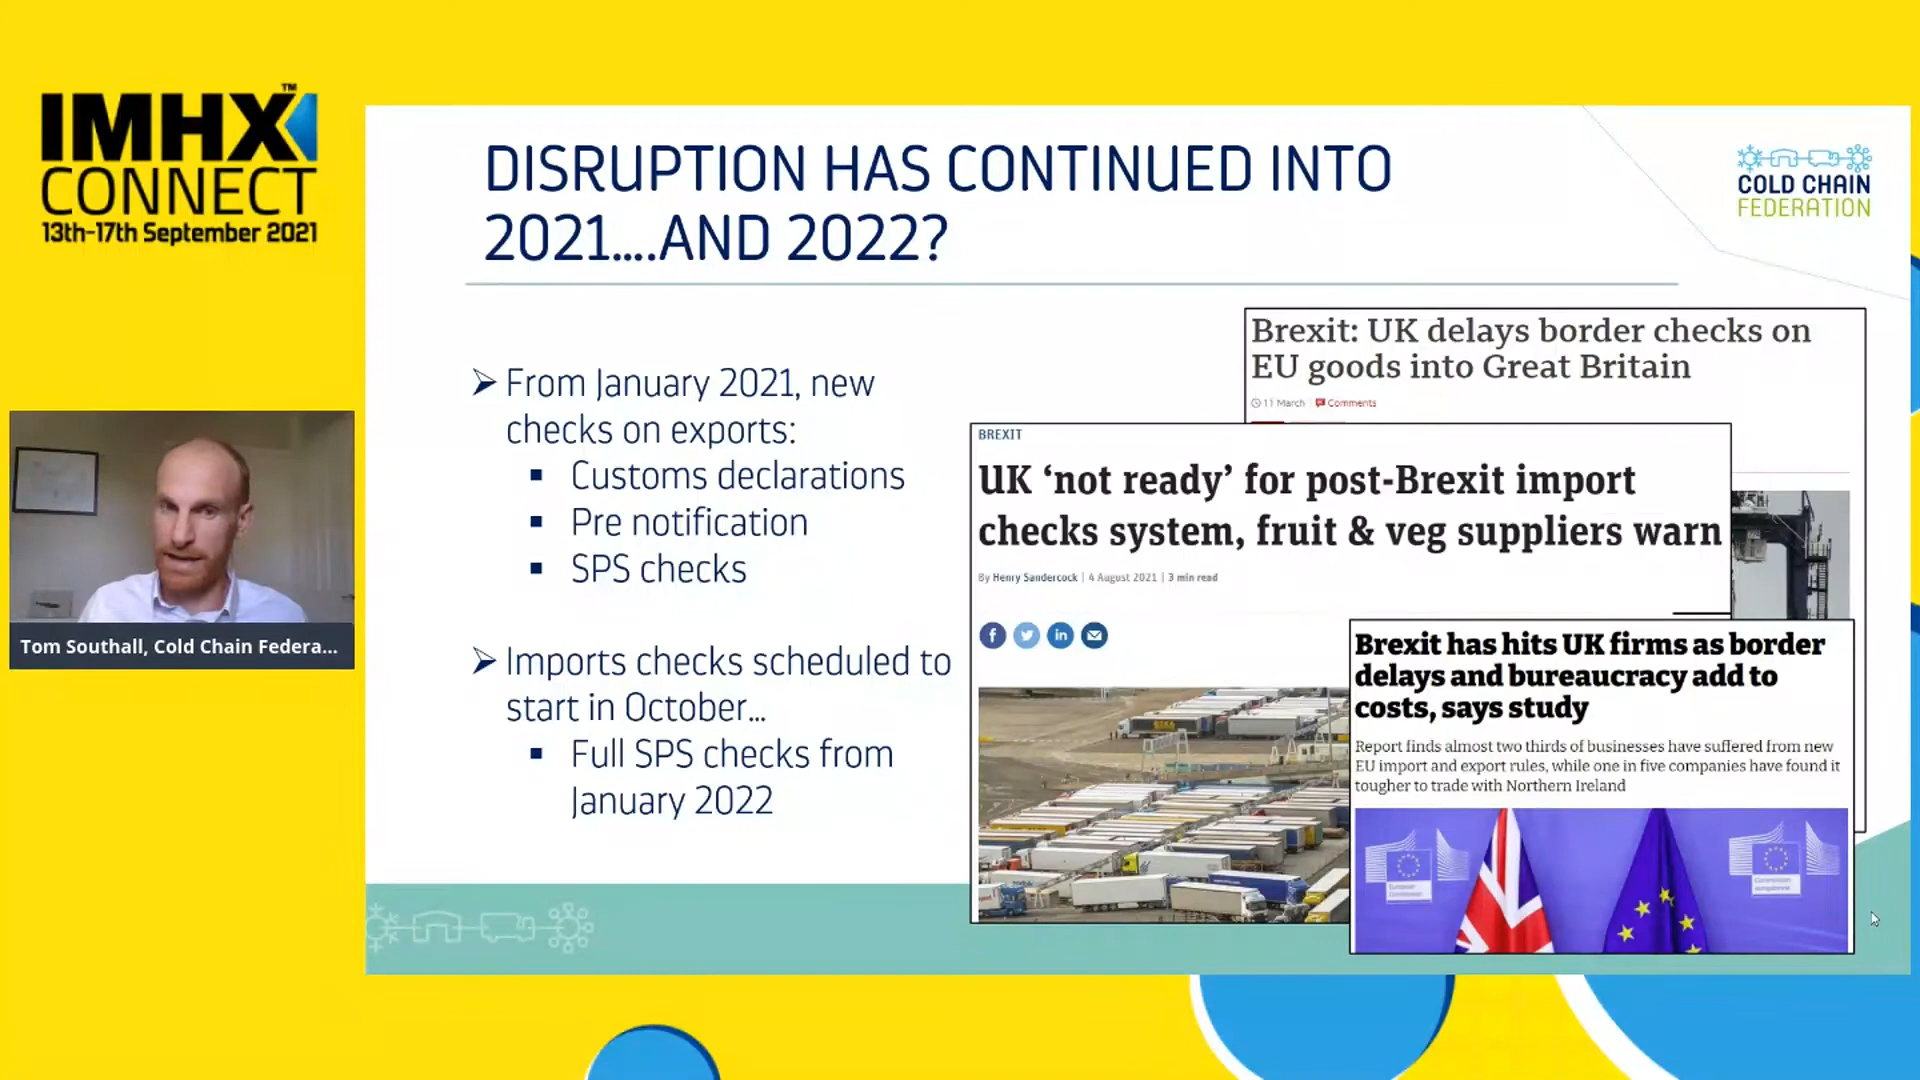 IMHX™
CONNECT
13th-17th September 2021
Tom Southall, Cold Chain Federa...
DISRUPTION HAS CONTINUED INTO
2021....AND 2022?
COLD CHAIN
FEDERATION
From January 2021, new
checks on exports:
Customs declarations
Pre notification
SPS checks
Imports checks scheduled to
start in October...
Full SPS checks from
January 2022
Brexit: UK delays border checks on
EU goods into Great Britain
11 March
Comments
BREXIT
UK ‘not ready’ for post-Brexit import
checks system, fruit & veg suppliers warn
By Henry Sandercock | 4 August 2021 | 3 min read
Brexit has hits UK firms as border
delays and bureaucracy add to
costs, says study
Report finds almost two thirds of businesses have suffered from new
EU import and export rules, while one in five companies have found it
tougher to trade with Northern Ireland